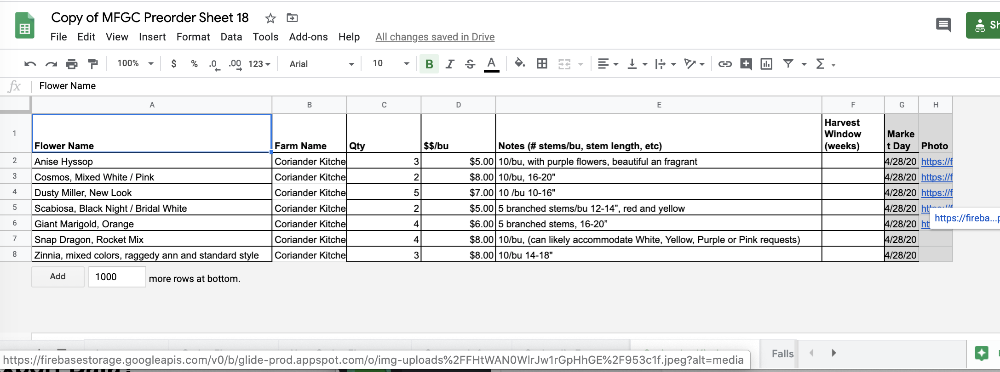 Copy of MFGC Preorder Sheet 18
File Edit View Insert Format Data Tools Add-ons Help All changes saved in Drive
100% $ % .0 .00 123 Arial 10 B I S A
fx Flower Name
A B C D E F G H
1 Flower Name Farm Name Qty $$/bu Notes (# stems/bu, stem length, etc) Harvest Window (weeks) Marke t Day Photo
2 Anise Hyssop Coriander Kitche 3 $5.00 10/bu, with purple flowers, beautiful an fragrant 4/28/20 https://f
3 Cosmos, Mixed White / Pink Coriander Kitche 2 $8.00 10/bu, 16-20" 4/28/20 https://f
4 Dusty Miller, New Look Coriander Kitche 5 $7.00 10 /bu 10-16" 4/28/20 https://f
5 Scabiosa, Black Night / Bridal White Coriander Kitche 2 $5.00 5 branched stems/bu 12-14”, red and yellow 4/28/20
https://fireba...p
6 Giant Marigold, Orange Coriander Kitche 4 $6.00 5 branched stems, 16-20” 4/28/20 ht
7 Snap Dragon, Rocket Mix Coriander Kitche 4 $8.00 10/bu, (can likely accommodate White, Yellow, Purple or Pink requests) 4/28/20
8 Zinnia, mixed colors, raggedy ann and standard style Coriander Kitche 3 $8.00 10/bu 14-18" 4/28/20
Add 1000 more rows at bottom.
Falls
https://firebasestorage.googleapis.com/v0/b/glide-prod.appspot.com/o/img-uploads%2FFHtWAN0WlrJw1rGpHhGE%2F953c1f.jpeg?alt=media